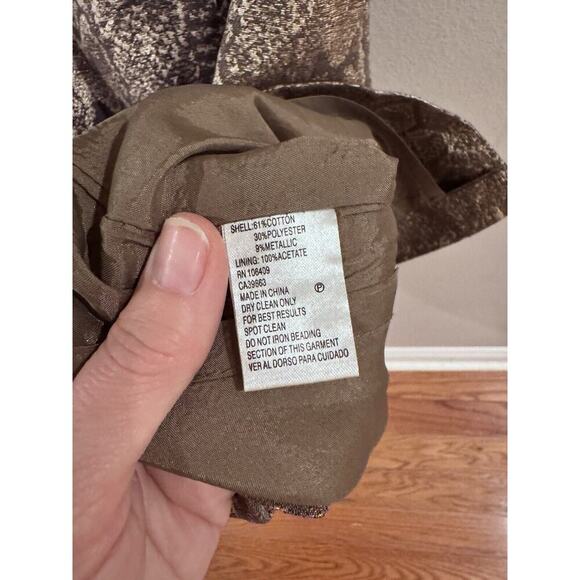 SHELL:61%COTTON
30%POLYESTER
9%METALLIC
LINING: 100%ACETATE
RN 106409
CA39863
MADE IN CHINA Ⓟ
DRY CLEAN ONLY
FOR BEST RESULTS
SPOT CLEAN
DO NOT IRON BEADING
SECTION OF THIS GARMENT
VER AL DORSO PARA CUIDADO